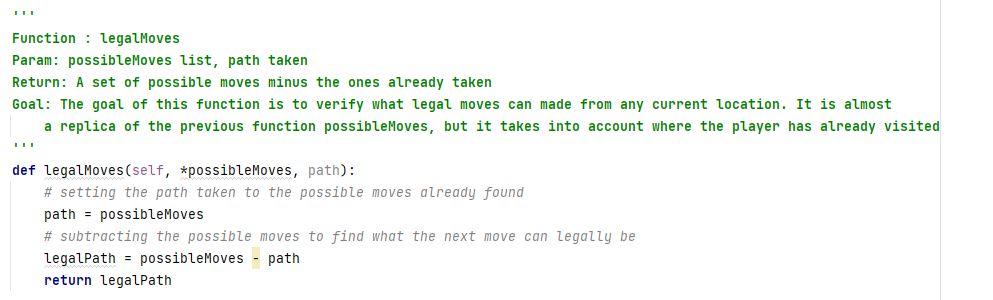 '''
Function : legalMoves
Param: possibleMoves list, path taken
Return: A set of possible moves minus the ones already taken
Goal: The goal of this function is to verify what legal moves can made from any current location. It is almost
    a replica of the previous function possibleMoves, but it takes into account where the player has already visited
'''
def legalMoves(self, *possibleMoves, path):
    # setting the path taken to the possible moves already found
    path = possibleMoves
    # subtracting the possible moves to find what the next move can legally be
    legalPath = possibleMoves - path
    return legalPath